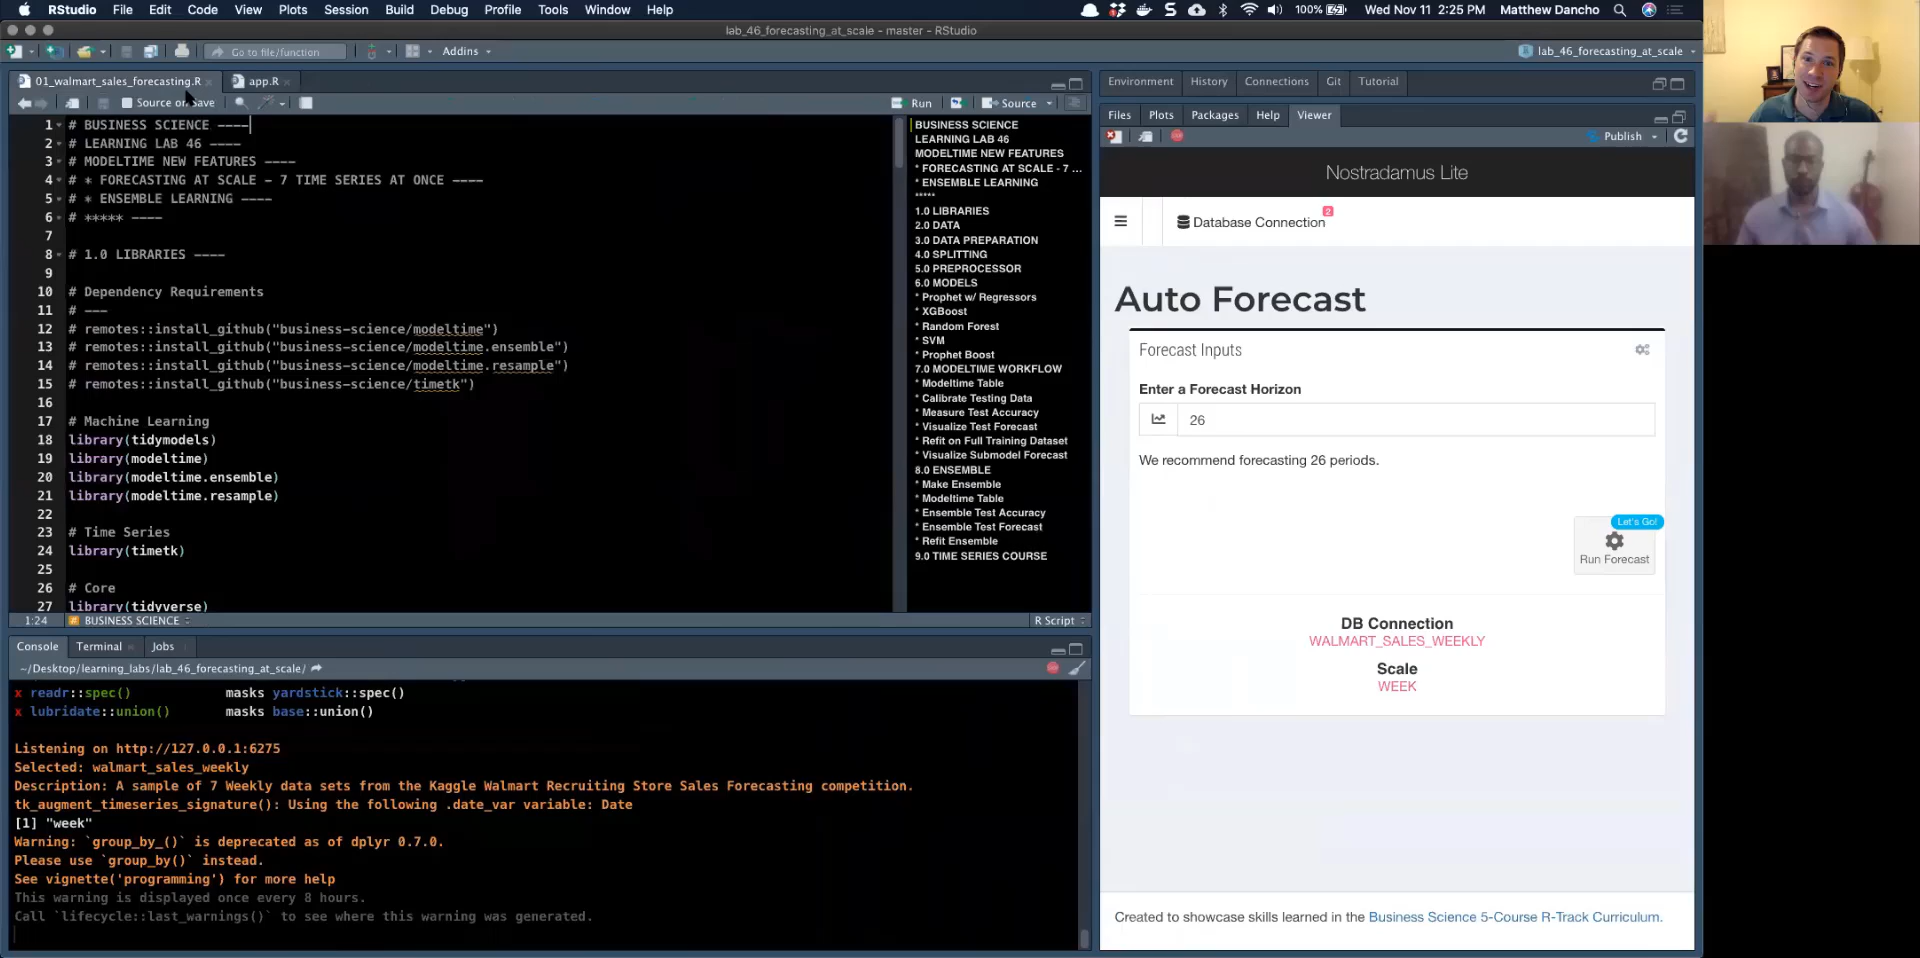 RStudio File Edit Code View Plots Session Build Debug Profile Tools Window Help 100% Wed Nov 11 2:25 PM Matthew Dancho
lab_46_forecasting_at_scale - master - RStudio
Go to file/function Addins lab_46_forecasting_at_scale
01_walmart_sales_forecasting.R app.R
Source on Save Run Source
1 # BUSINESS SCIENCE ----
2 # LEARNING LAB 46 ----
3 # MODELTIME NEW FEATURES ----
4 # * FORECASTING AT SCALE - 7 TIME SERIES AT ONCE ----
5 # * ENSEMBLE LEARNING ----
6 # ***** ----
7
8 # 1.0 LIBRARIES ----
9
10 # Dependency Requirements
11 # ---
12 # remotes::install_github("business-science/modeltime")
13 # remotes::install_github("business-science/modeltime.ensemble")
14 # remotes::install_github("business-science/modeltime.resample")
15 # remotes::install_github("business-science/timetk")
16
17 # Machine Learning
18 library(tidymodels)
19 library(modeltime)
20 library(modeltime.ensemble)
21 library(modeltime.resample)
22
23 # Time Series
24 library(timetk)
25
26 # Core
27 library(tidyverse)
1:24 # BUSINESS SCIENCE R Script
BUSINESS SCIENCE
LEARNING LAB 46
MODELTIME NEW FEATURES
* FORECASTING AT SCALE - 7 ...
* ENSEMBLE LEARNING
*****
1.0 LIBRARIES
2.0 DATA
3.0 DATA PREPARATION
4.0 SPLITTING
5.0 PREPROCESSOR
6.0 MODELS
* Prophet w/ Regressors
* XGBoost
* Random Forest
* SVM
* Prophet Boost
7.0 MODELTIME WORKFLOW
* Modeltime Table
* Calibrate Testing Data
* Measure Test Accuracy
* Visualize Test Forecast
* Refit on Full Training Dataset
* Visualize Submodel Forecast
8.0 ENSEMBLE
* Make Ensemble
* Modeltime Table
* Ensemble Test Accuracy
* Ensemble Test Forecast
* Refit Ensemble
9.0 TIME SERIES COURSE
Console Terminal Jobs
~/Desktop/learning_labs/lab_46_forecasting_at_scale/
x readr::spec() masks yardstick::spec()
x lubridate::union() masks base::union()
Listening on http://127.0.0.1:6275
Selected: walmart_sales_weekly
Description: A sample of 7 Weekly data sets from the Kaggle Walmart Recruiting Store Sales Forecasting competition.
tk_augment_timeseries_signature(): Using the following .date_var variable: Date
[1] "week"
Warning: `group_by_()` is deprecated as of dplyr 0.7.0.
Please use `group_by()` instead.
See vignette('programming') for more help
This warning is displayed once every 8 hours.
Call `lifecycle::last_warnings()` to see where this warning was generated.
Environment History Connections Git Tutorial
Files Plots Packages Help Viewer
Publish
Nostradamus Lite
Database Connection 2
Auto Forecast
Forecast Inputs
Enter a Forecast Horizon
26
We recommend forecasting 26 periods.
Let's Go!
Run Forecast
DB Connection
WALMART_SALES_WEEKLY
Scale
WEEK
Created to showcase skills learned in the Business Science 5-Course R-Track Curriculum.